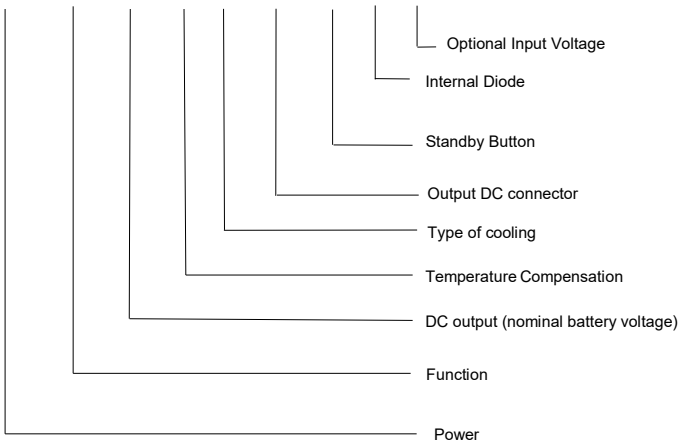 Optional Input Voltage
Internal Diode
Standby Button
Output DC connector
Type of cooling
Temperature Compensation
DC output (nominal battery voltage)
Function
Power